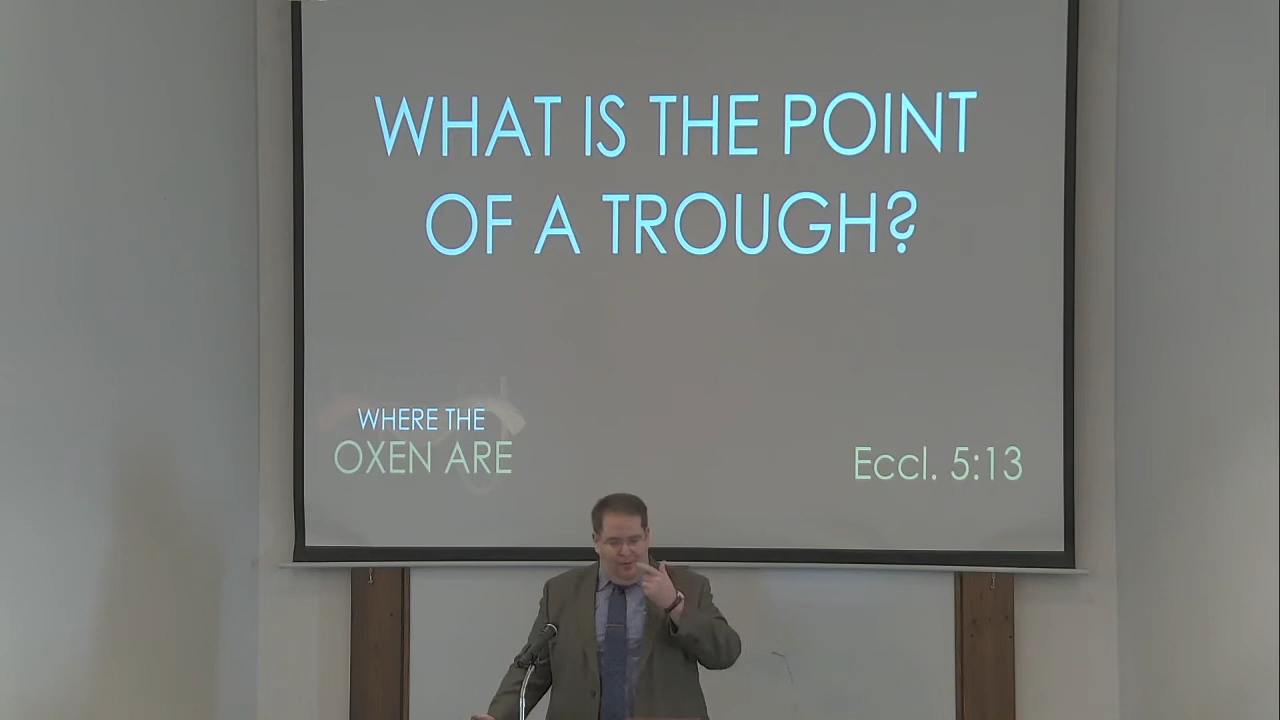 WHAT IS THE POINT
OF A TROUGH?
WHERE THE
OXEN ARE
Eccl. 5:13